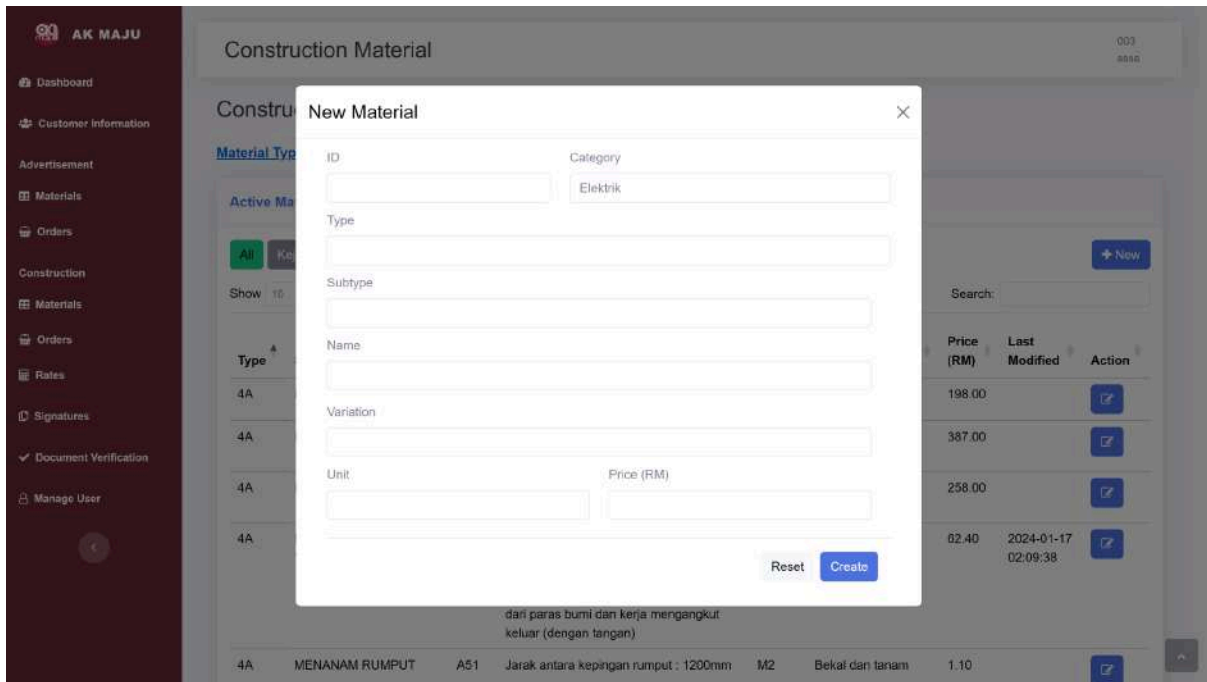 AK MAJU
Dashboard
Customer Information
Advertisement
Materials
Orders
Construction
Materials
Orders
Rates
Signatures
Document Verification
Manage User
Construction Material
003
Constru
Material Typ
Active Ma
All
+ New
Show 10
Search:
Type
Price (RM)
Last Modified
Action
New Material
ID
Category
Elektrik
Type
Subtype
Name
Variation
Unit
Price (RM)
Reset
Create
4A
198.00
4A
387.00
4A
258.00
4A
62.40
2024-01-17
02:09:38
dari paras bumi dan kerja mengangkut
keluar (dengan tangan)
4A MENANAM RUMPUT A51 Jarak antara kepingan rumput : 1200mm M2 Bekal dan tanam 1.10